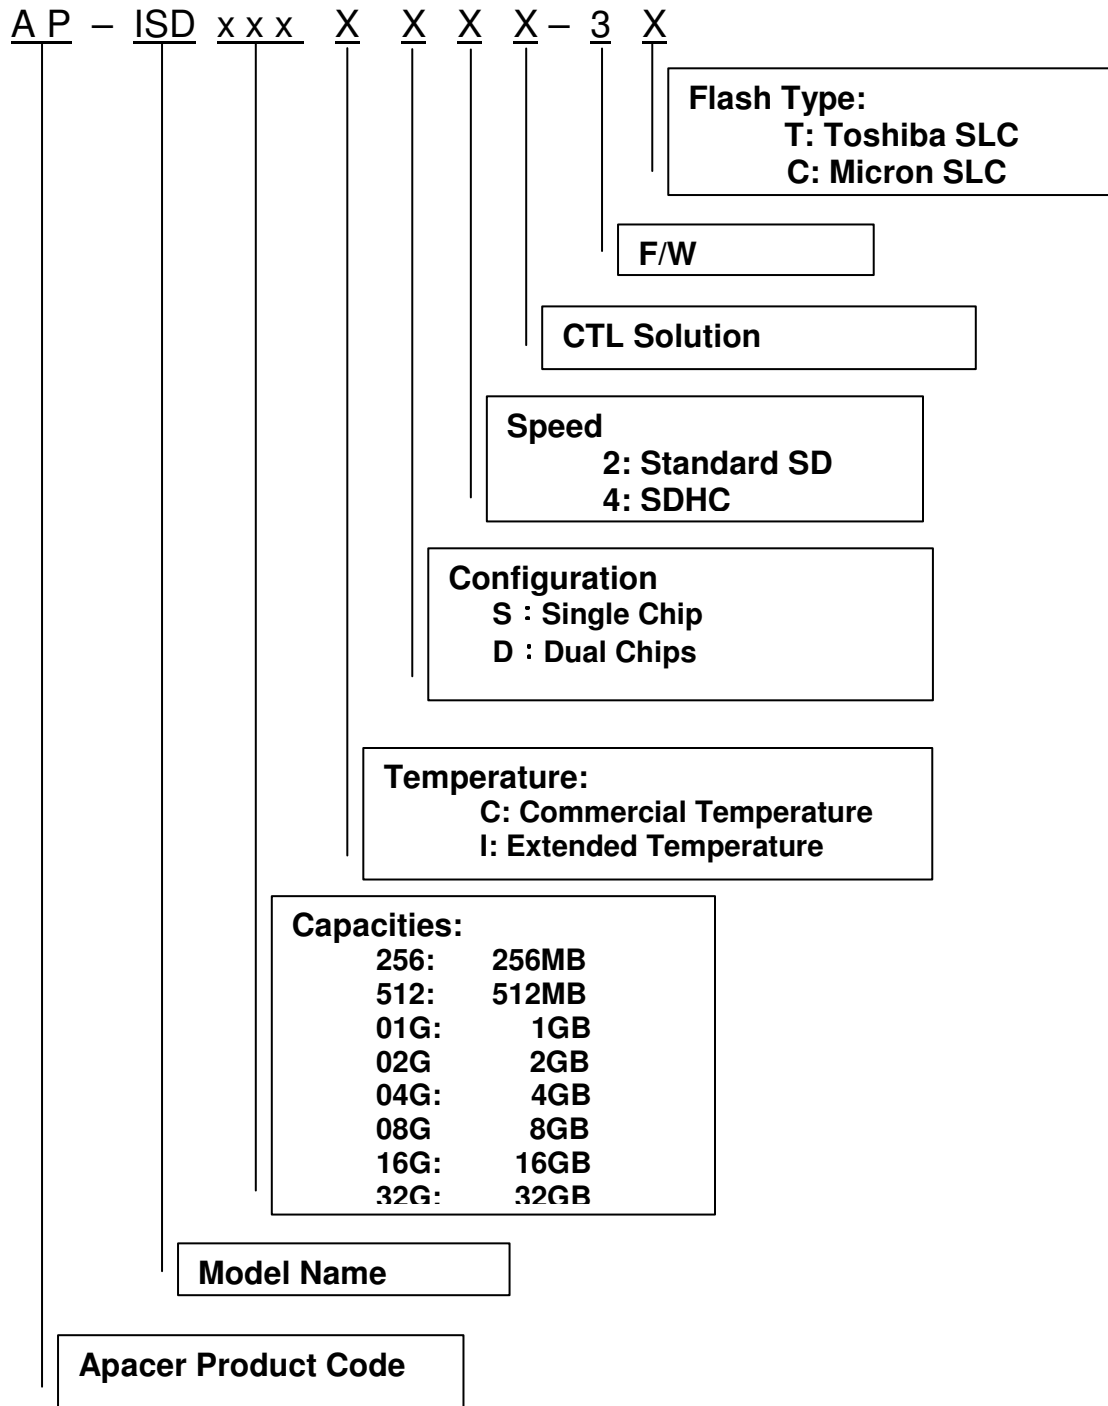 A P – ISD x x x X X X X – 3 X
Flash Type:
T: Toshiba SLC
C: Micron SLC
F/W
CTL Solution
Speed
2: Standard SD
4: SDHC
Configuration
S：Single Chip
D：Dual Chips
Temperature:
C: Commercial Temperature
I: Extended Temperature
Capacities:
256: 256MB
512: 512MB
01G: 1GB
02G 2GB
04G: 4GB
08G 8GB
16G: 16GB
32G: 32GB
Model Name
Apacer Product Code